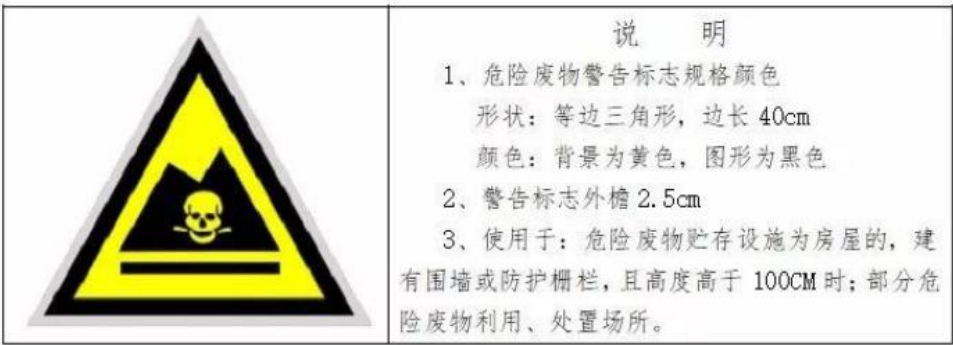 说 明
1、危险废物警告标志规格颜色
形状：等边三角形，边长 40cm
颜色：背景为黄色，图形为黑色
2、警告标志外檐 2.5cm
3、使用于：危险废物贮存设施为房屋的，建
有围墙或防护栅栏，且高度高于 100CM 时；部分危
险废物利用、处置场所。